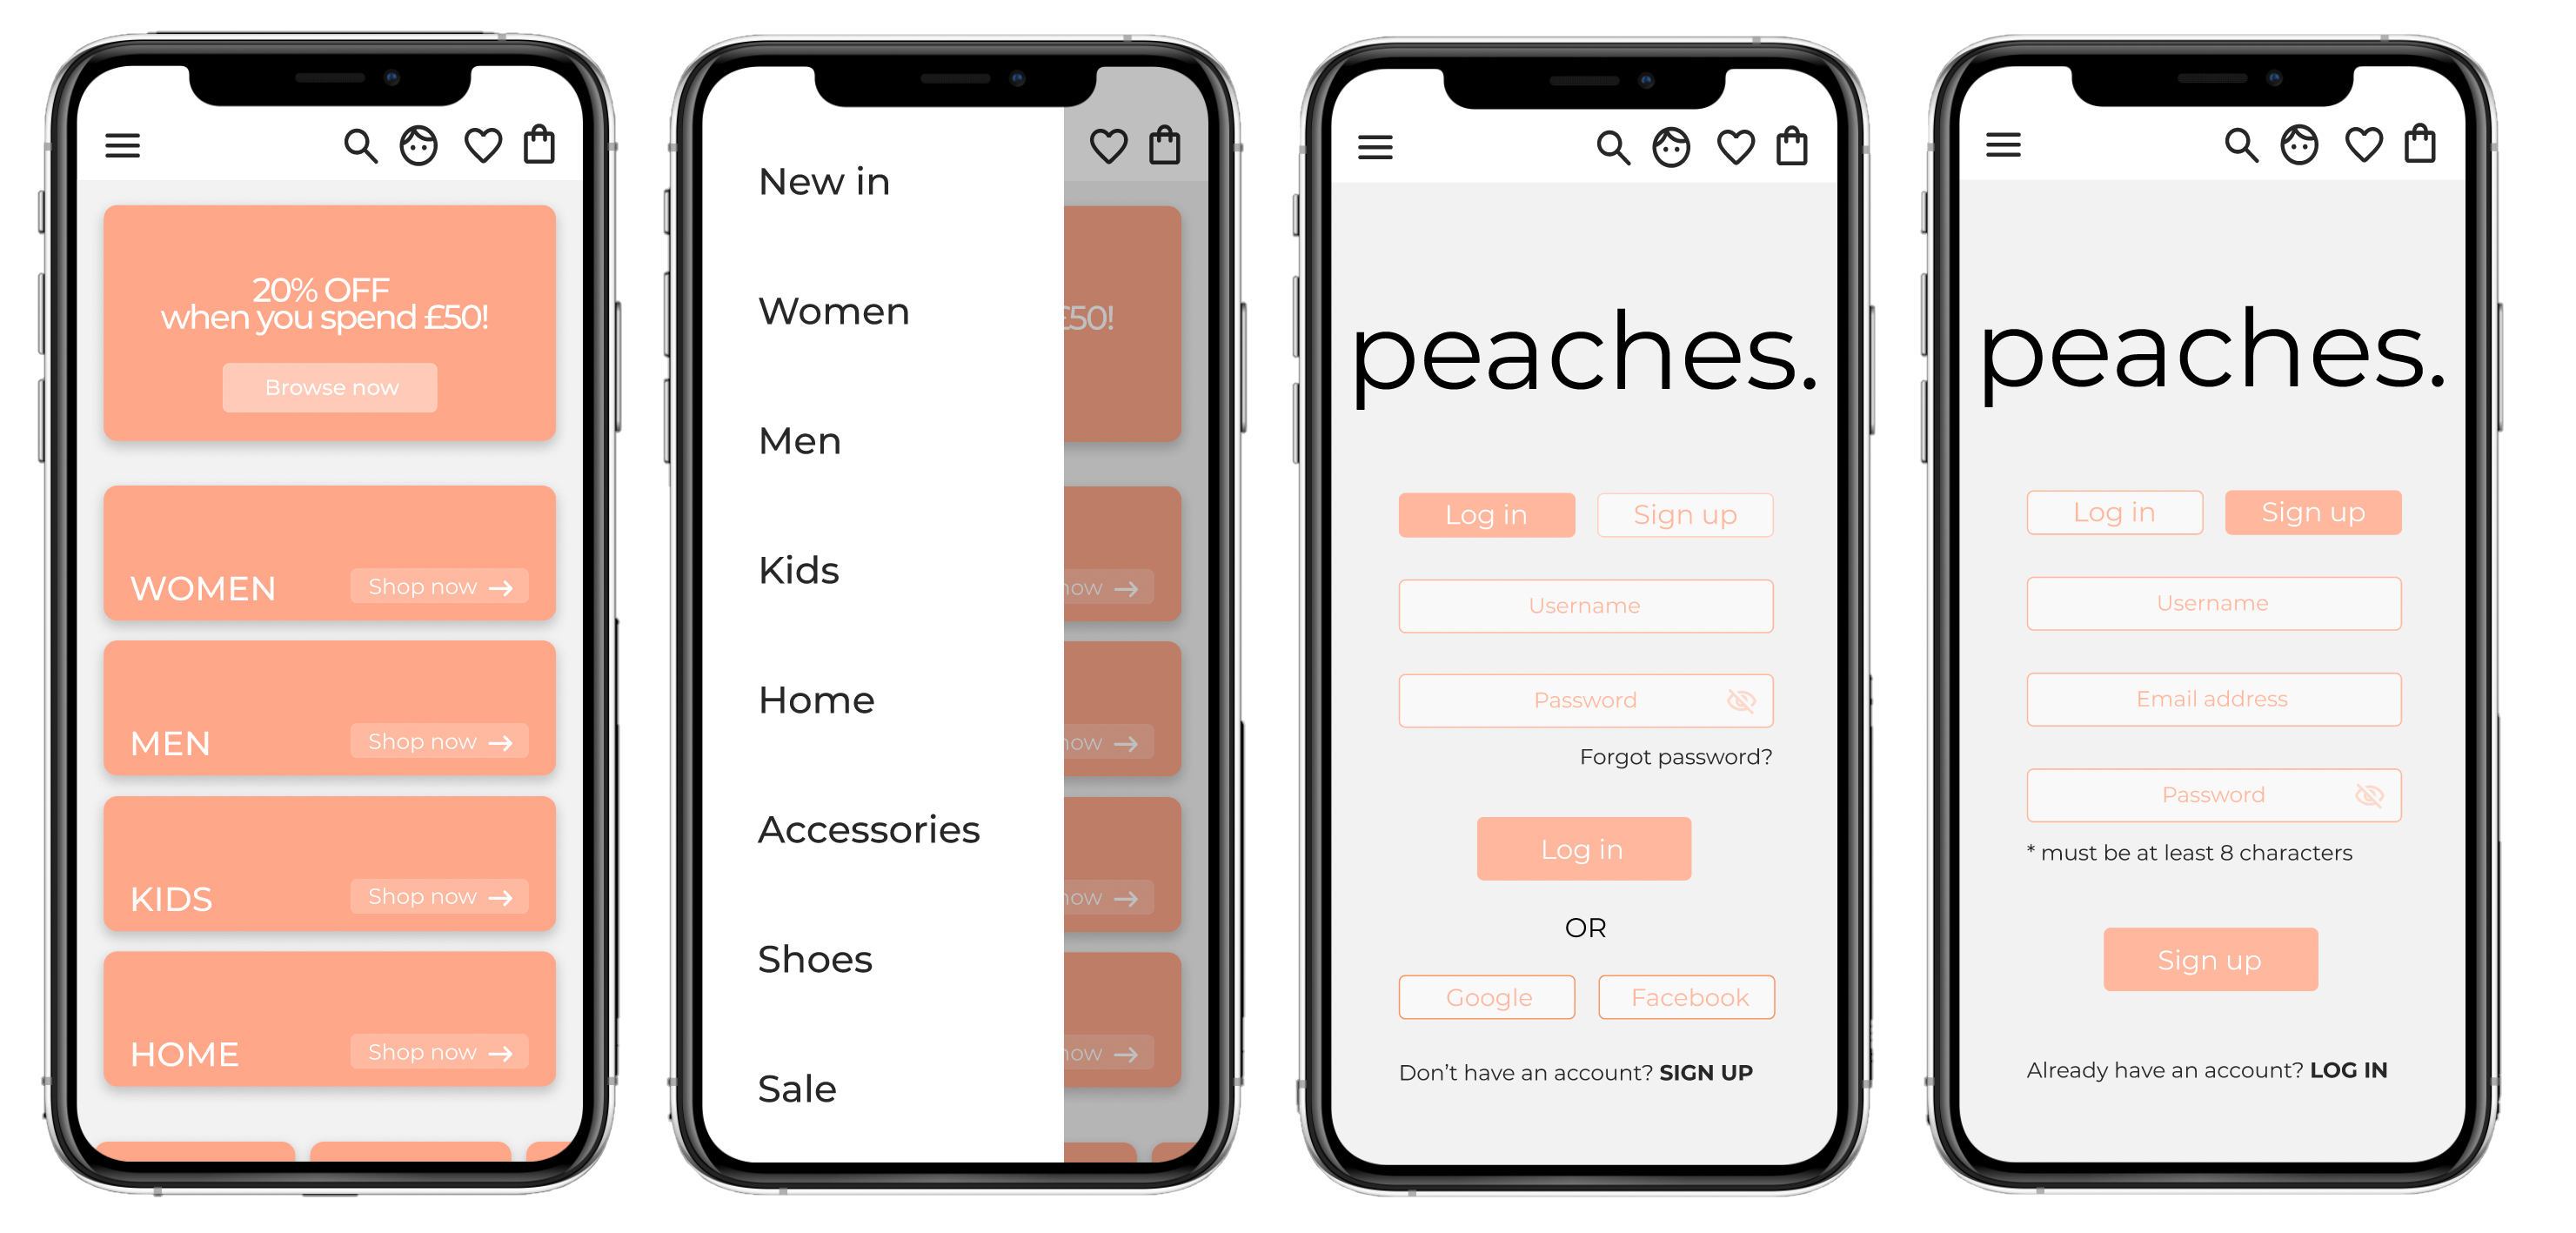 20% OFF
when you spend £50!
Browse now
WOMEN
Shop now →
MEN
Shop now →
KIDS
Shop now →
HOME
Shop now →
New in
Women
Men
Kids
Home
Accessories
Shoes
Sale
£50!
now →
now →
now →
now →
peaches.
Log in
Sign up
Username
Password
Forgot password?
Log in
OR
Google
Facebook
Don’t have an account? SIGN UP
peaches.
Log in
Sign up
Username
Email address
Password
* must be at least 8 characters
Sign up
Already have an account? LOG IN